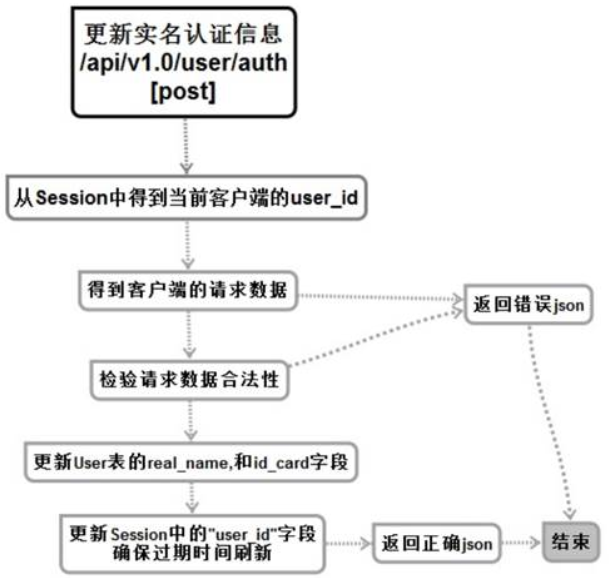 更新实名认证信息
/api/v1.0/user/auth
[post]
从Session中得到当前客户端的user_id
得到客户端的请求数据
返回错误json
检验请求数据合法性
更新User表的real_name,和id_card字段
更新Session中的"user_id"字段
确保过期时间刷新
返回正确json
结束